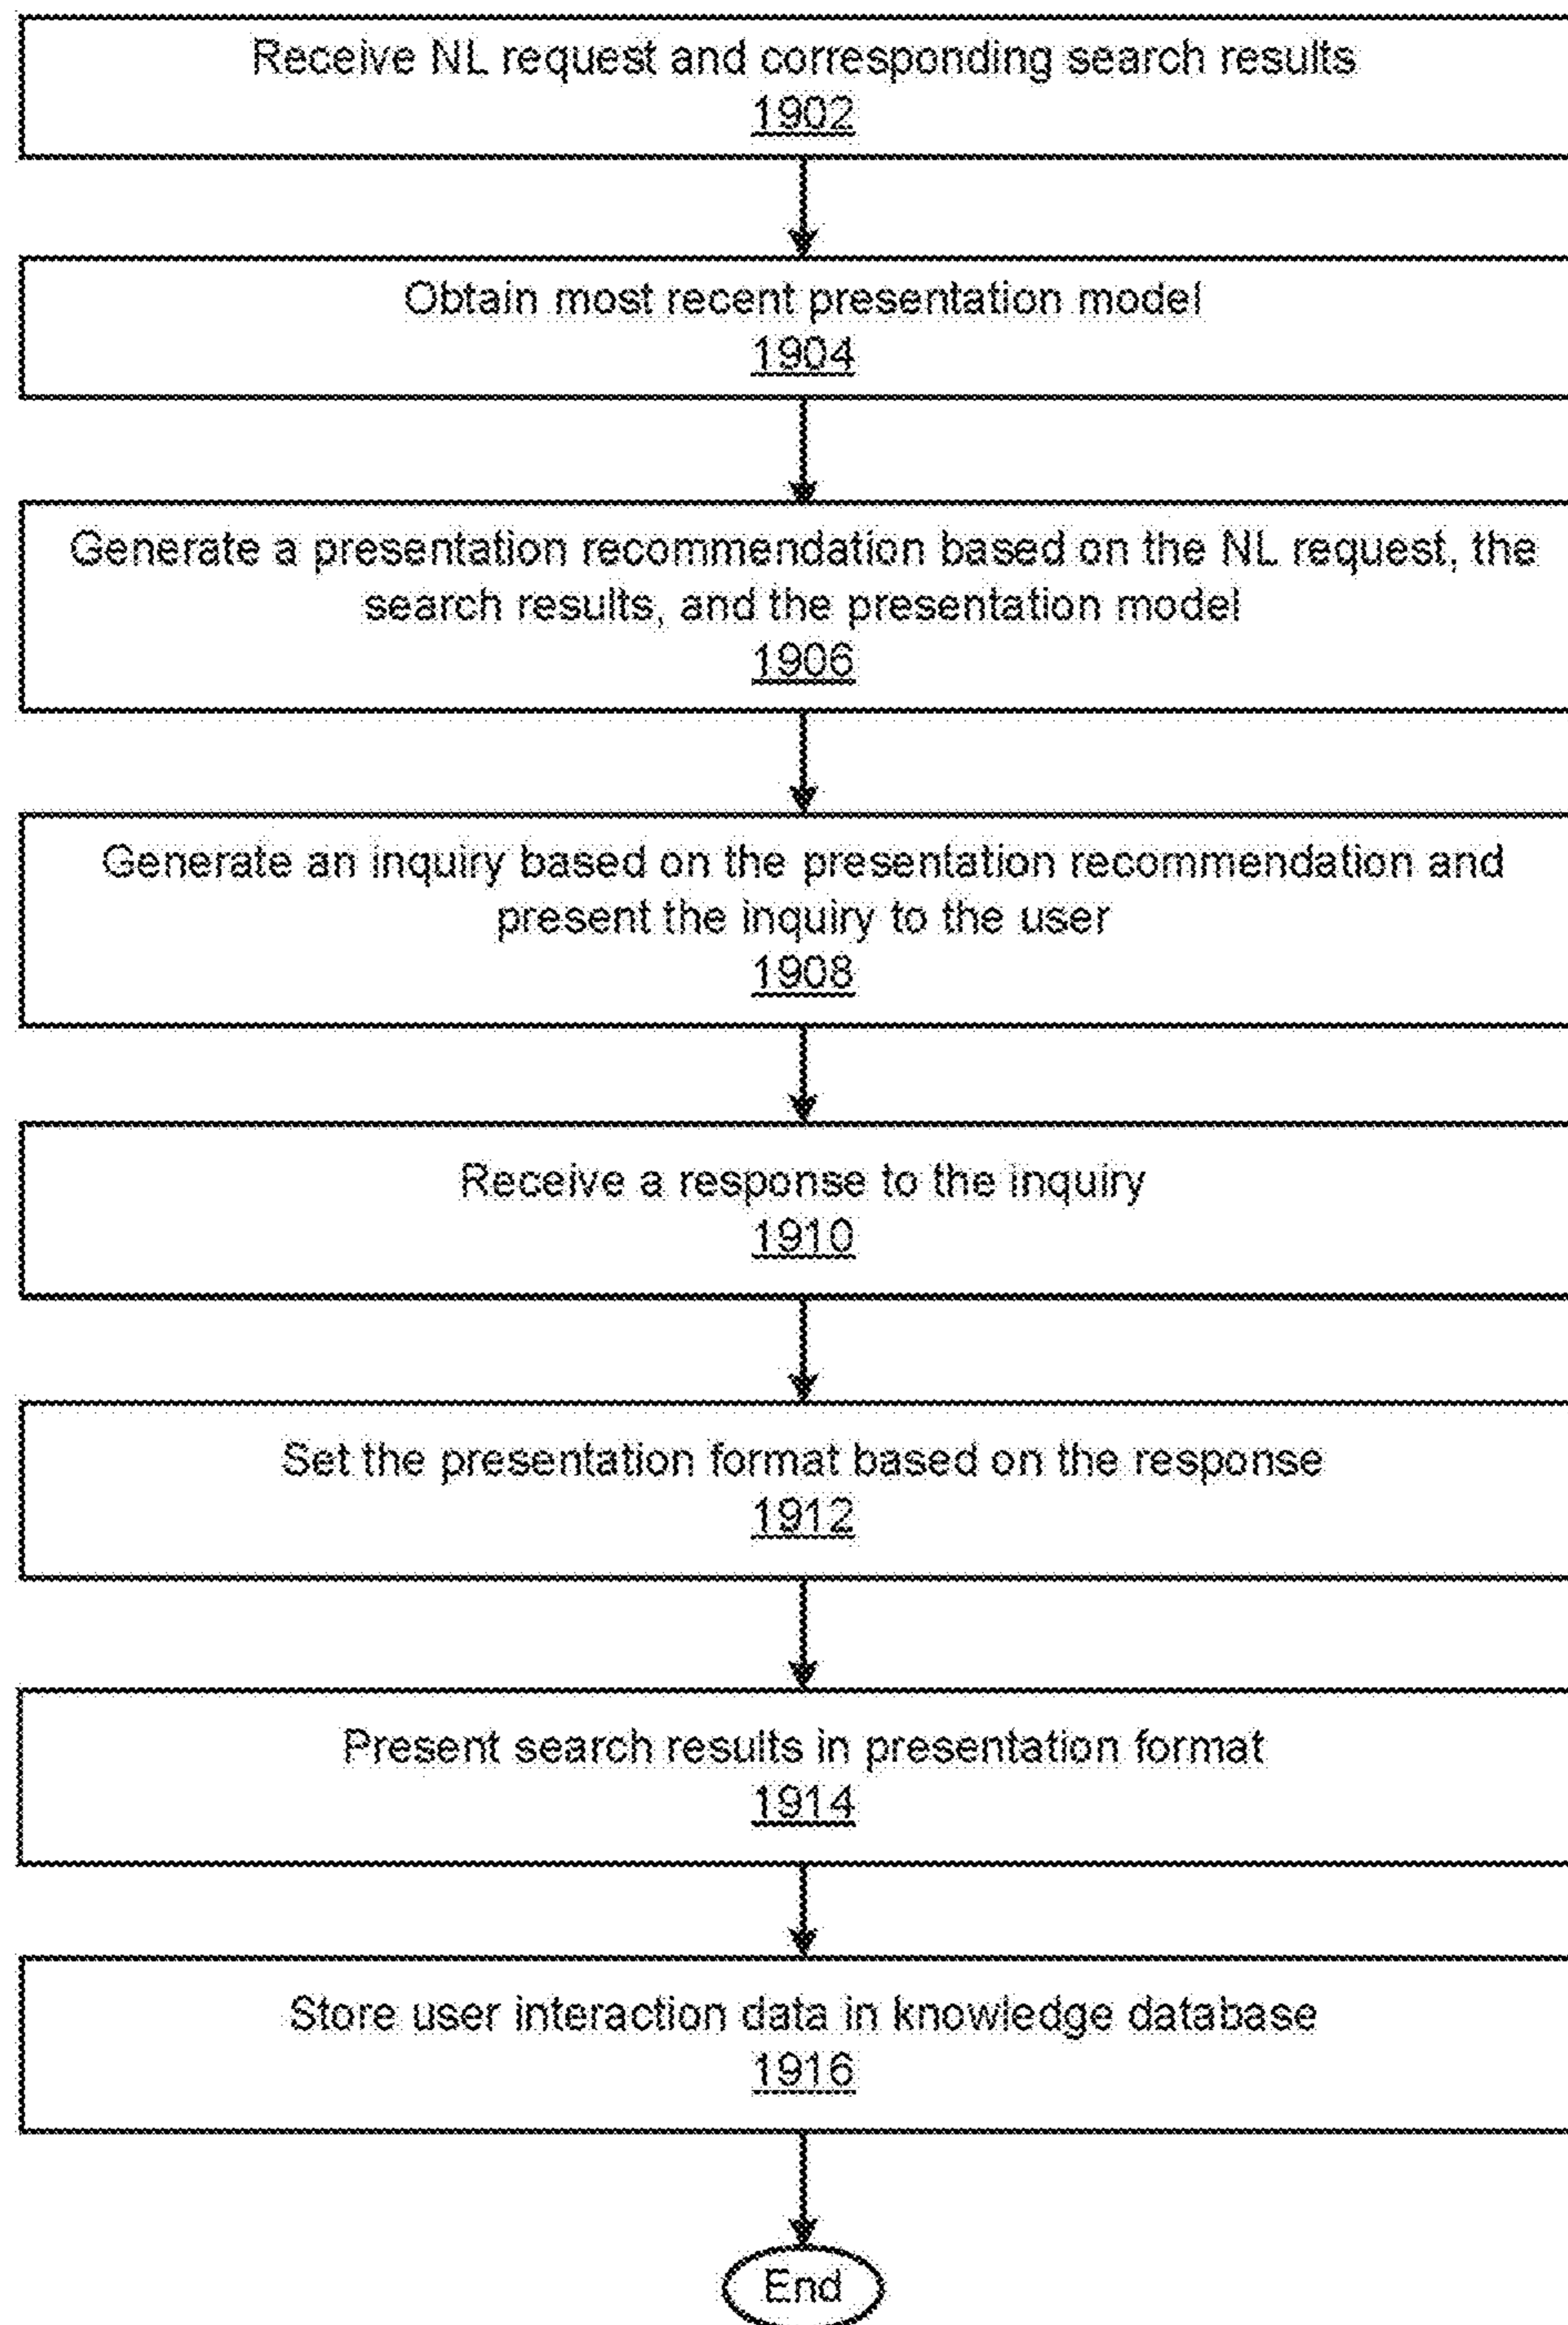 Receive NL request and corresponding search results
1902
Obtain most recent presentation model
1904
Generate a presentation recommendation based on the NL request, the
search results, and the presentation model
1906
Generate an inquiry based on the presentation recommendation and
present the inquiry to the user
1908
Receive a response to the inquiry
1910
Set the presentation format based on the response
1912
Present search results in presentation format
1914
Store user interaction data in knowledge database
1916
End